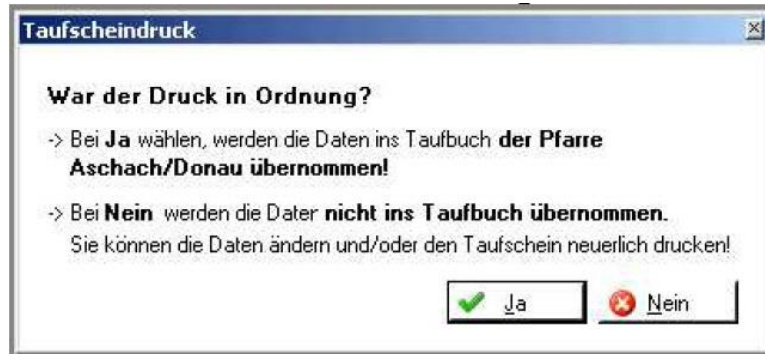 Taufscheindruck
War der Druck in Ordnung?
-> Bei Ja wählen, werden die Daten ins Taufbuch der Pfarre
Aschach/Donau übernommen!
-> Bei Nein werden die Dater nicht ins Taufbuch übernommen.
Sie können die Daten ändern und/oder den Taufschein neuerlich drucken!
Ja Nein